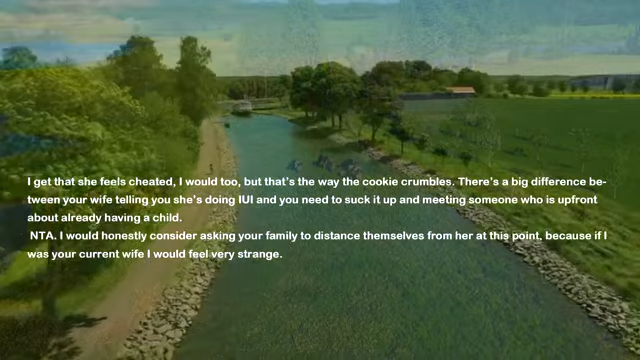 I get that she feels cheated, I would too, but that's the way the cookie crumbles. There's a big difference be-
tween your wife telling you she's doing IUI and you need to suck it up and meeting someone who is upfront
about already having a child.
NTA. I would honestly consider asking your family to distance themselves from her at this point, because if I
was your current wife I would feel very strange.